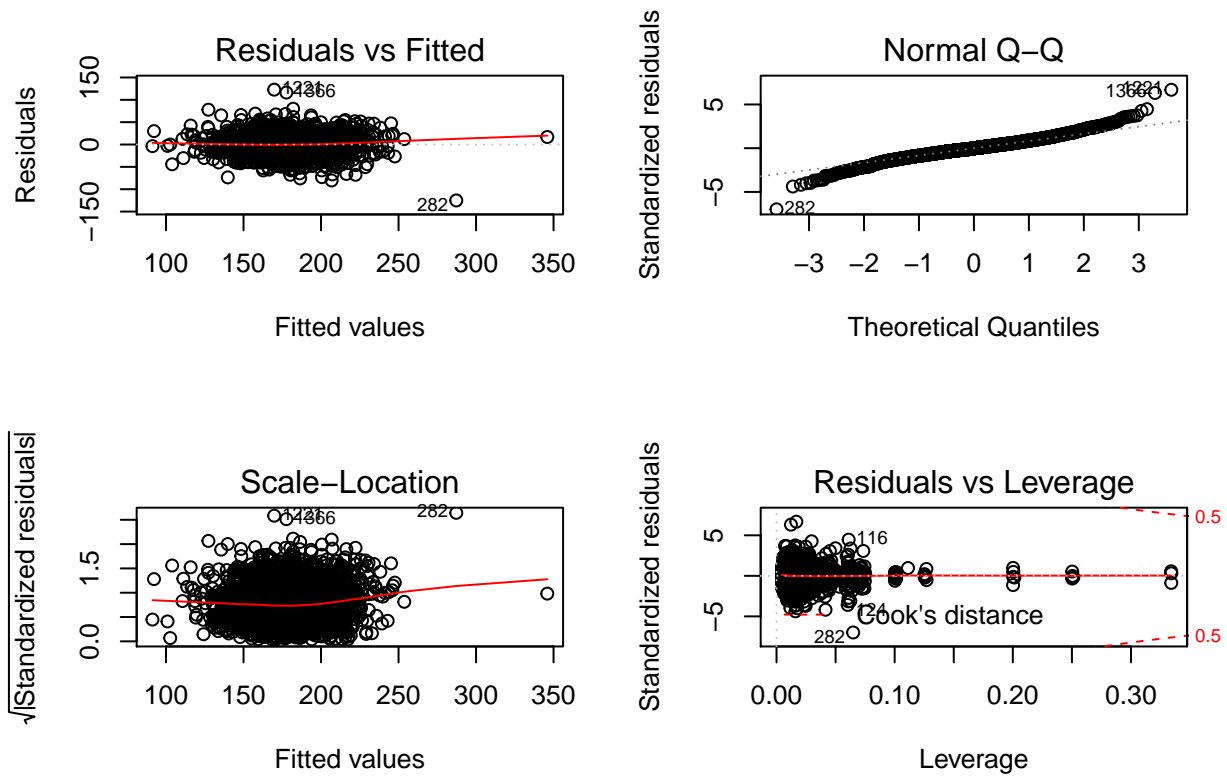 Residuals vs Fitted
Residuals
150
0
−150
1221
1366
282
100 150 200 250 300 350
Fitted values
Normal Q−Q
Standardized residuals
5
−5
1221
1366
282
−3 −2 −1 0 1 2 3
Theoretical Quantiles
Scale−Location
√|Standardized residuals|
1.5
0.0
1221
1366
282
100 150 200 250 300 350
Fitted values
Residuals vs Leverage
Standardized residuals
5
0
−5
116
124
282
Cook's distance
0.5
0.5
0.00 0.10 0.20 0.30
Leverage